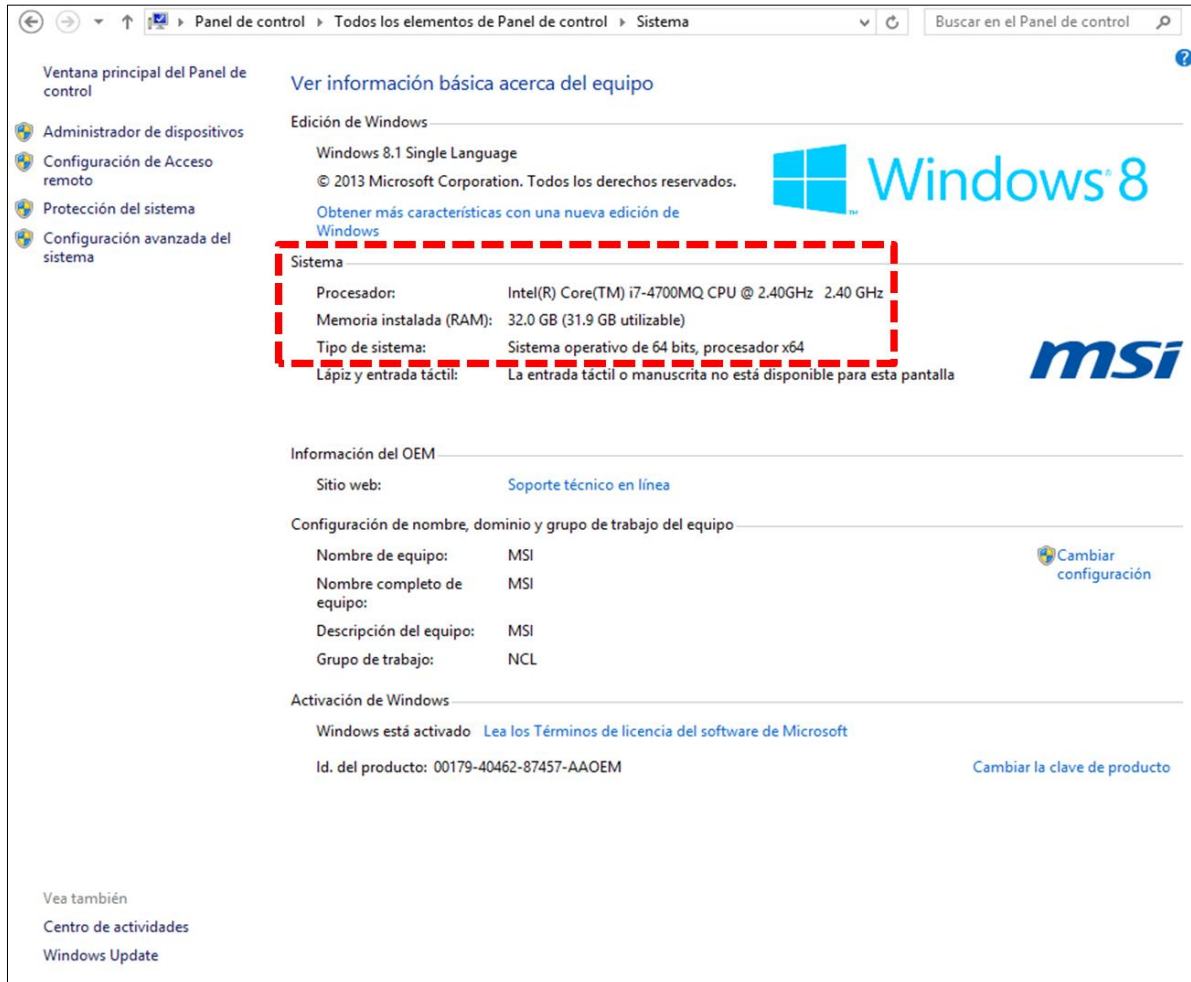 Panel de control Todos los elementos de Panel de control Sistema
Buscar en el Panel de control
Ventana principal del Panel de
control
Administrador de dispositivos
Configuración de Acceso
remoto
Protección del sistema
Configuración avanzada del
sistema
Ver información básica acerca del equipo
Edición de Windows
Windows 8.1 Single Language
© 2013 Microsoft Corporation. Todos los derechos reservados.
Obtener más características con una nueva edición de
Windows
Windows 8
Sistema
Procesador: Intel(R) Core(TM) i7-4700MQ CPU @ 2.40GHz 2.40 GHz
Memoria instalada (RAM): 32.0 GB (31.9 GB utilizable)
Tipo de sistema: Sistema operativo de 64 bits, procesador x64
Lápiz y entrada táctil: La entrada táctil o manuscrita no está disponible para esta pantalla
msi
Información del OEM
Sitio web: Soporte técnico en línea
Configuración de nombre, dominio y grupo de trabajo del equipo
Nombre de equipo: MSI
Nombre completo de MSI
equipo:
Descripción del equipo: MSI
Grupo de trabajo: NCL
Cambiar
configuración
Activación de Windows
Windows está activado Lea los Términos de licencia del software de Microsoft
Id. del producto: 00179-40462-87457-AAOEM
Cambiar la clave de producto
Vea también
Centro de actividades
Windows Update